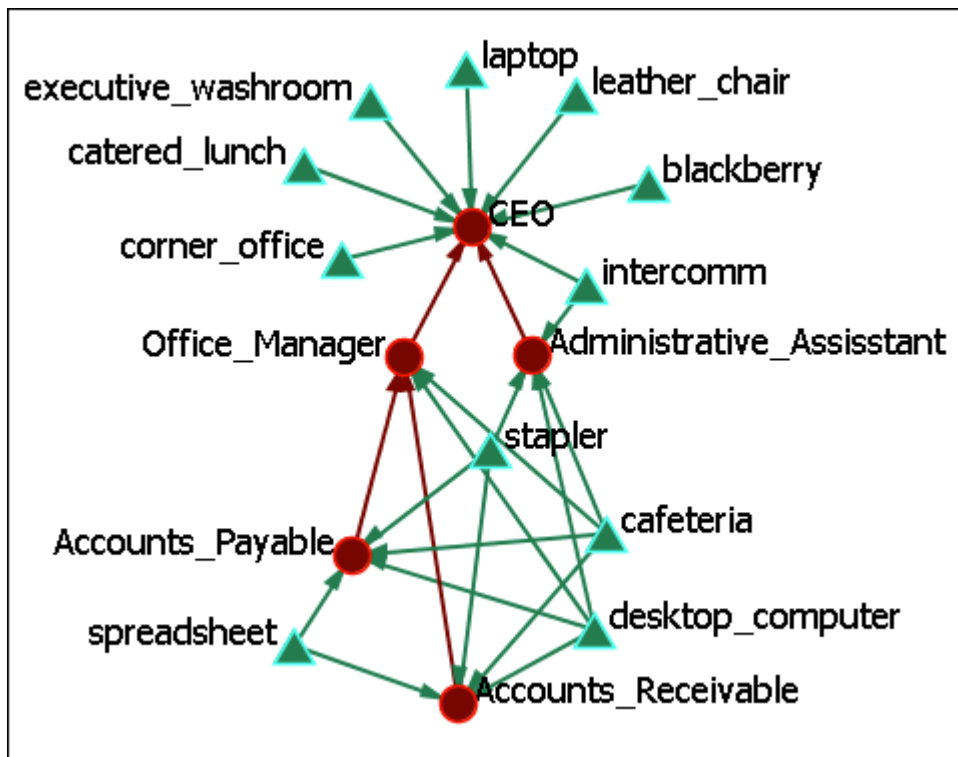 laptop
executive_washroom
leather_chair
catered_lunch
blackberry
CEO
corner_office
intercomm
Office_Manager
Administrative_Assisstant
stapler
cafeteria
Accounts_Payable
desktop_computer
spreadsheet
Accounts_Receivable